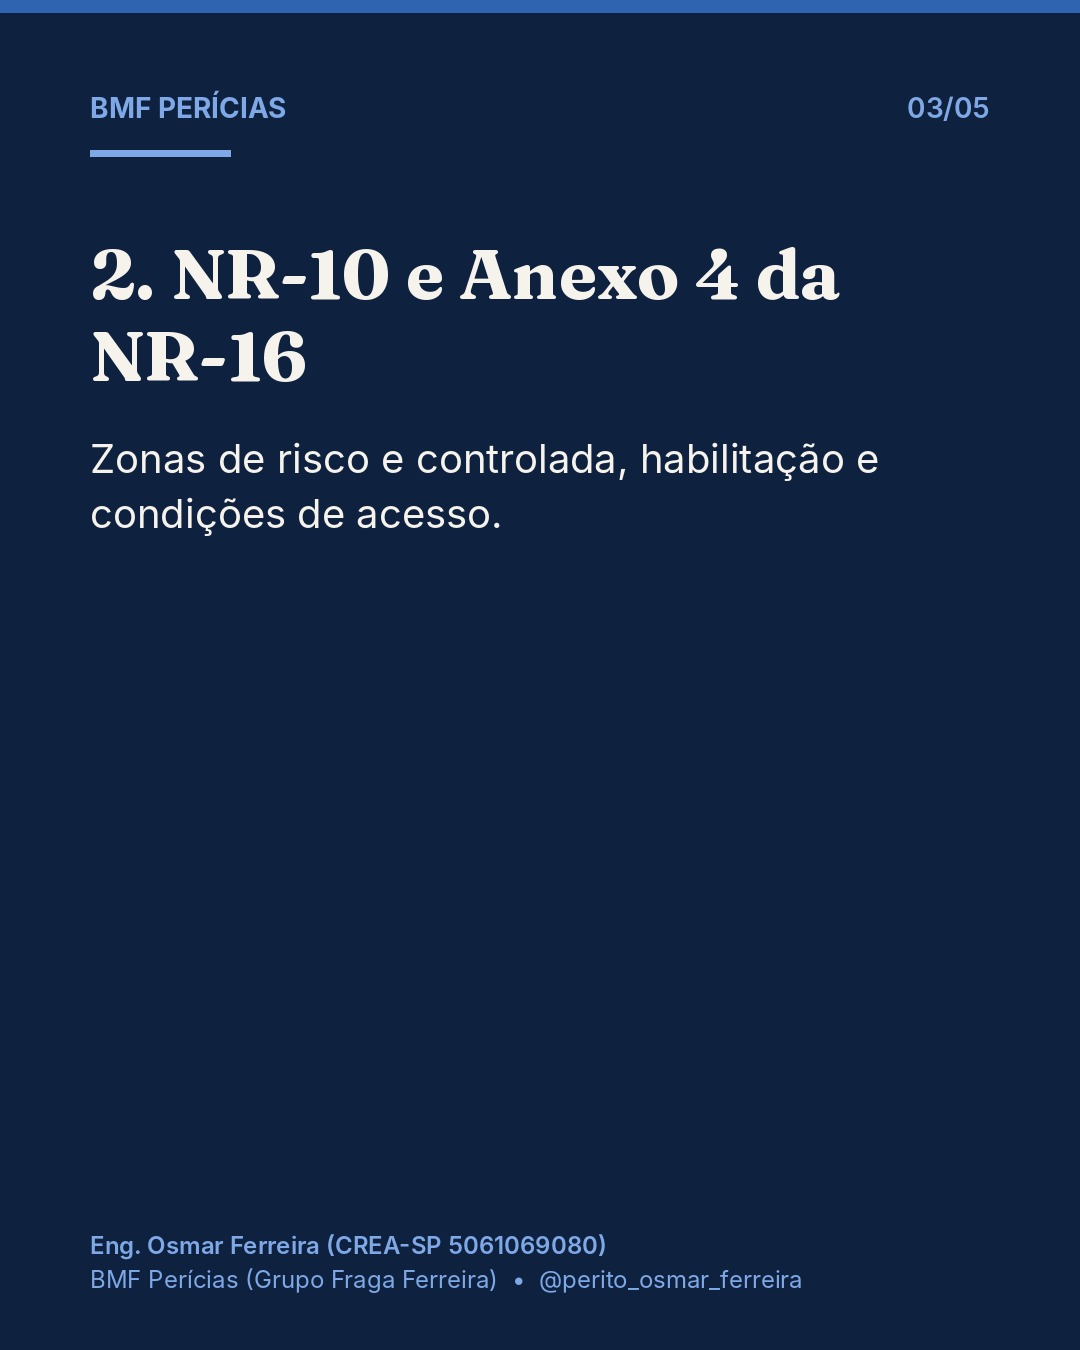 BMF PERÍCIAS
03/05
2. NR-10 e Anexo 4 da
NR-16
Zonas de risco e controlada, habilitação e
condições de acesso.
Eng. Osmar Ferreira (CREA-SP 5061069080)
BMF Perícias (Grupo Fraga Ferreira) • @perito_osmar_ferreira